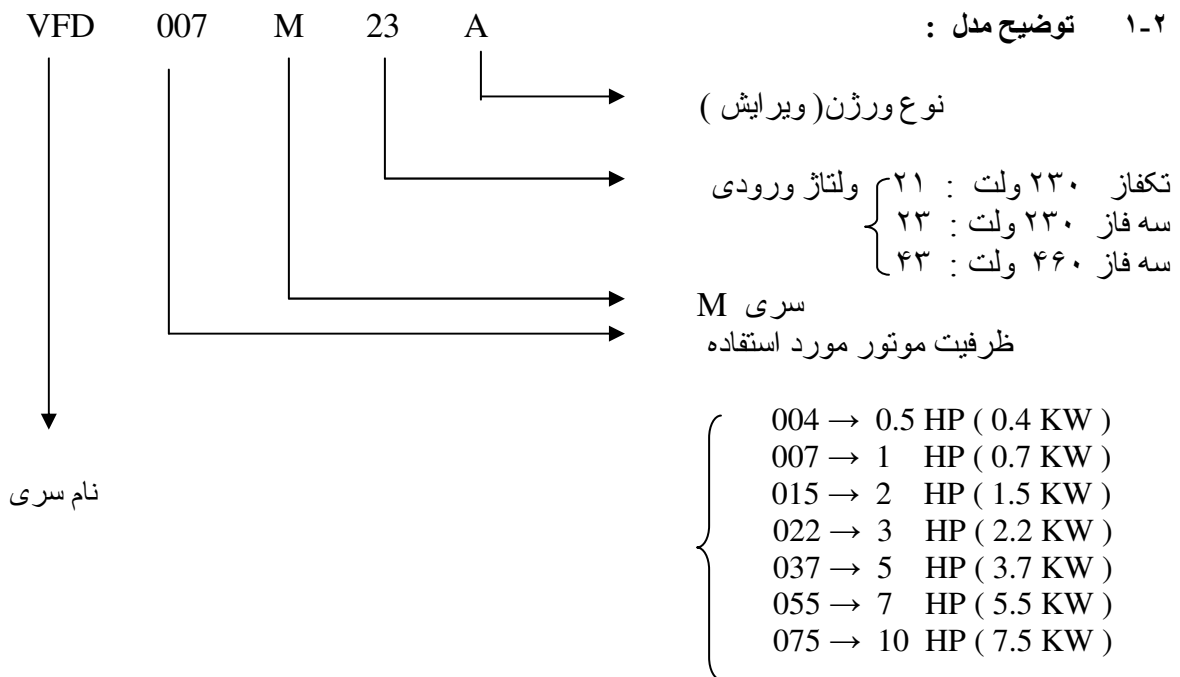 VFD 007 M 23 A
۱-۲ توضیح مدل :
نوع ورژن( ویرایش )
ولتاژ ورودی
تکفاز ۲۳۰ ولت : ۲۱
سه فاز ۲۳۰ ولت : ۲۳
سه فاز ۴۶۰ ولت : ۴۳
سری M
ظرفیت موتور مورد استفاده
004 → 0.5 HP ( 0.4 KW )
007 → 1 HP ( 0.7 KW )
015 → 2 HP ( 1.5 KW )
022 → 3 HP ( 2.2 KW )
037 → 5 HP ( 3.7 KW )
055 → 7 HP ( 5.5 KW )
075 → 10 HP ( 7.5 KW )
نام سری